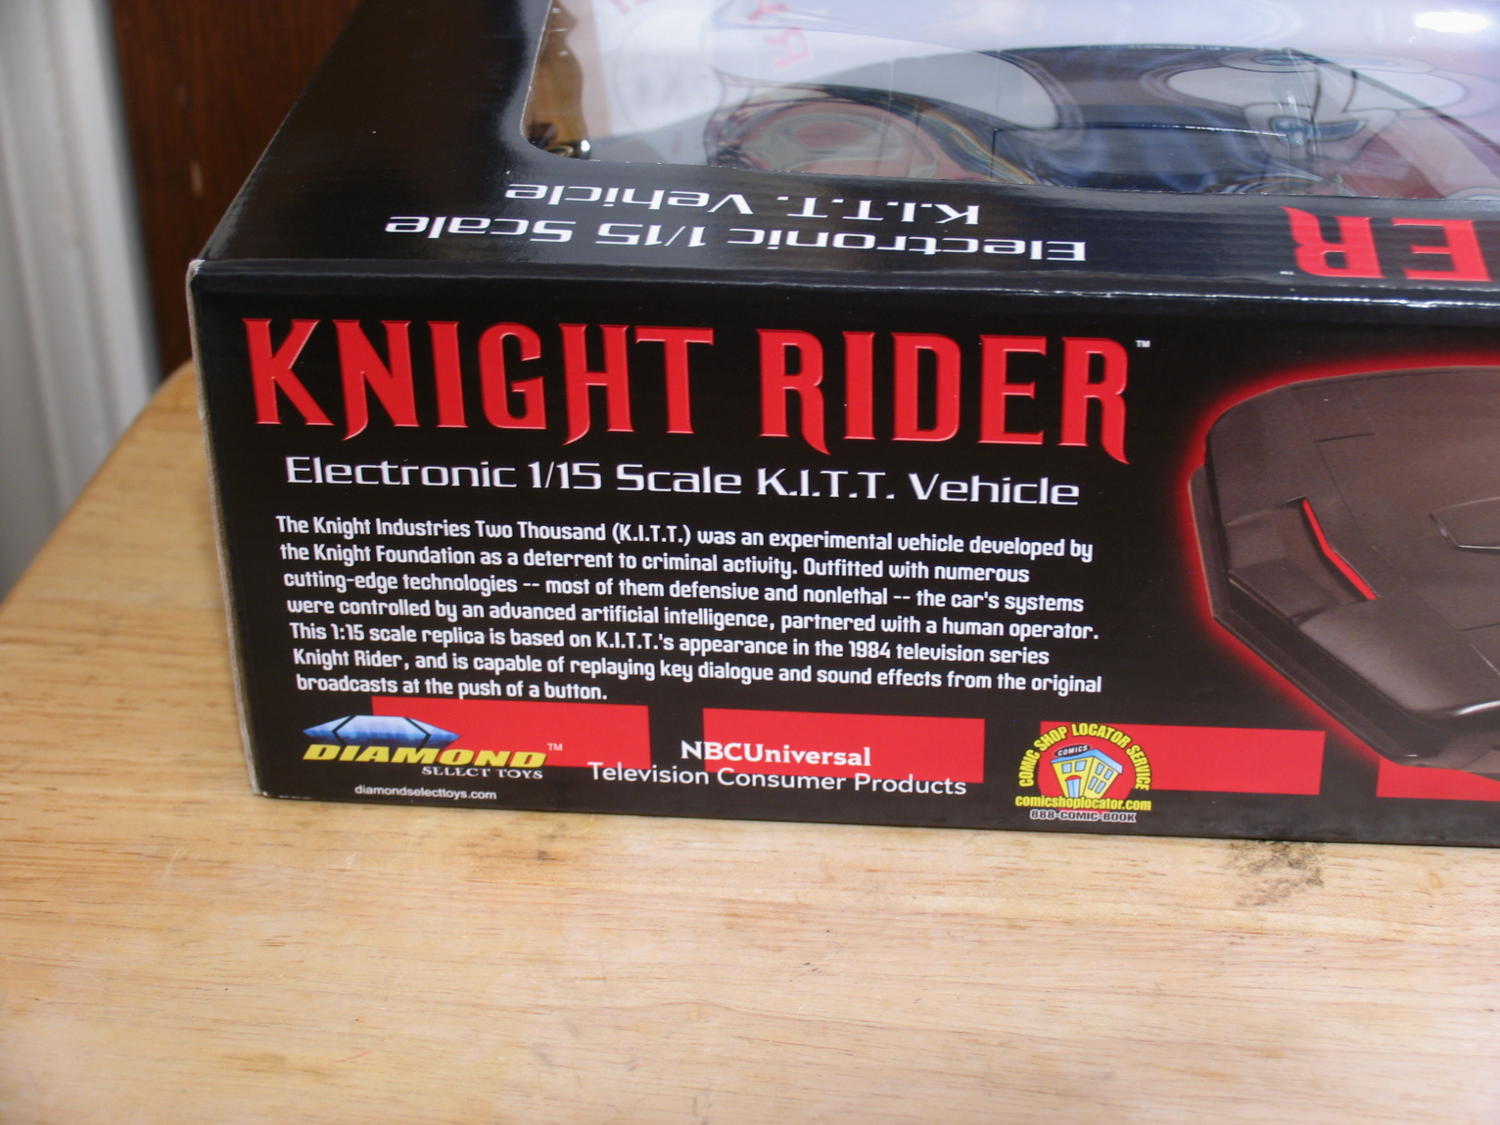 Electronic 1/15 Scale
K.I.T.T. Vehicle
ER
™
KNIGHT RIDER™
Electronic 1/15 Scale K.I.T.T. Vehicle
The Knight Industries Two Thousand (K.I.T.T.) was an experimental vehicle developed by
the Knight Foundation as a deterrent to criminal activity. Outfitted with numerous
cutting-edge technologies -- most of them defensive and nonlethal -- the car's systems
were controlled by an advanced artificial intelligence, partnered with a human operator.
This 1:15 scale replica is based on K.I.T.T.'s appearance in the 1984 television series
Knight Rider, and is capable of replaying key dialogue and sound effects from the original
broadcasts at the push of a button.
DIAMOND™
SELECT TOYS
diamondselecttoys.com
NBCUniversal
Television Consumer Products
COMIC SHOP LOCATOR SERVICE
COMICS
comicshoplocator.com
888-COMIC-BOOK